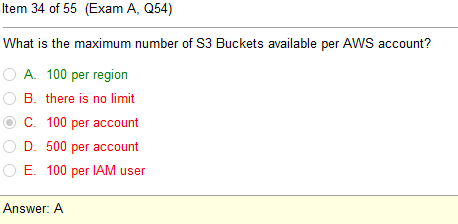 Item 34 of 55 (Exam A, Q54)
What is the maximum number of S3 Buckets available per AWS account?
A. 100 per region
B. there is no limit
C. 100 per account
D. 500 per account
E. 100 per IAM user
Answer: A